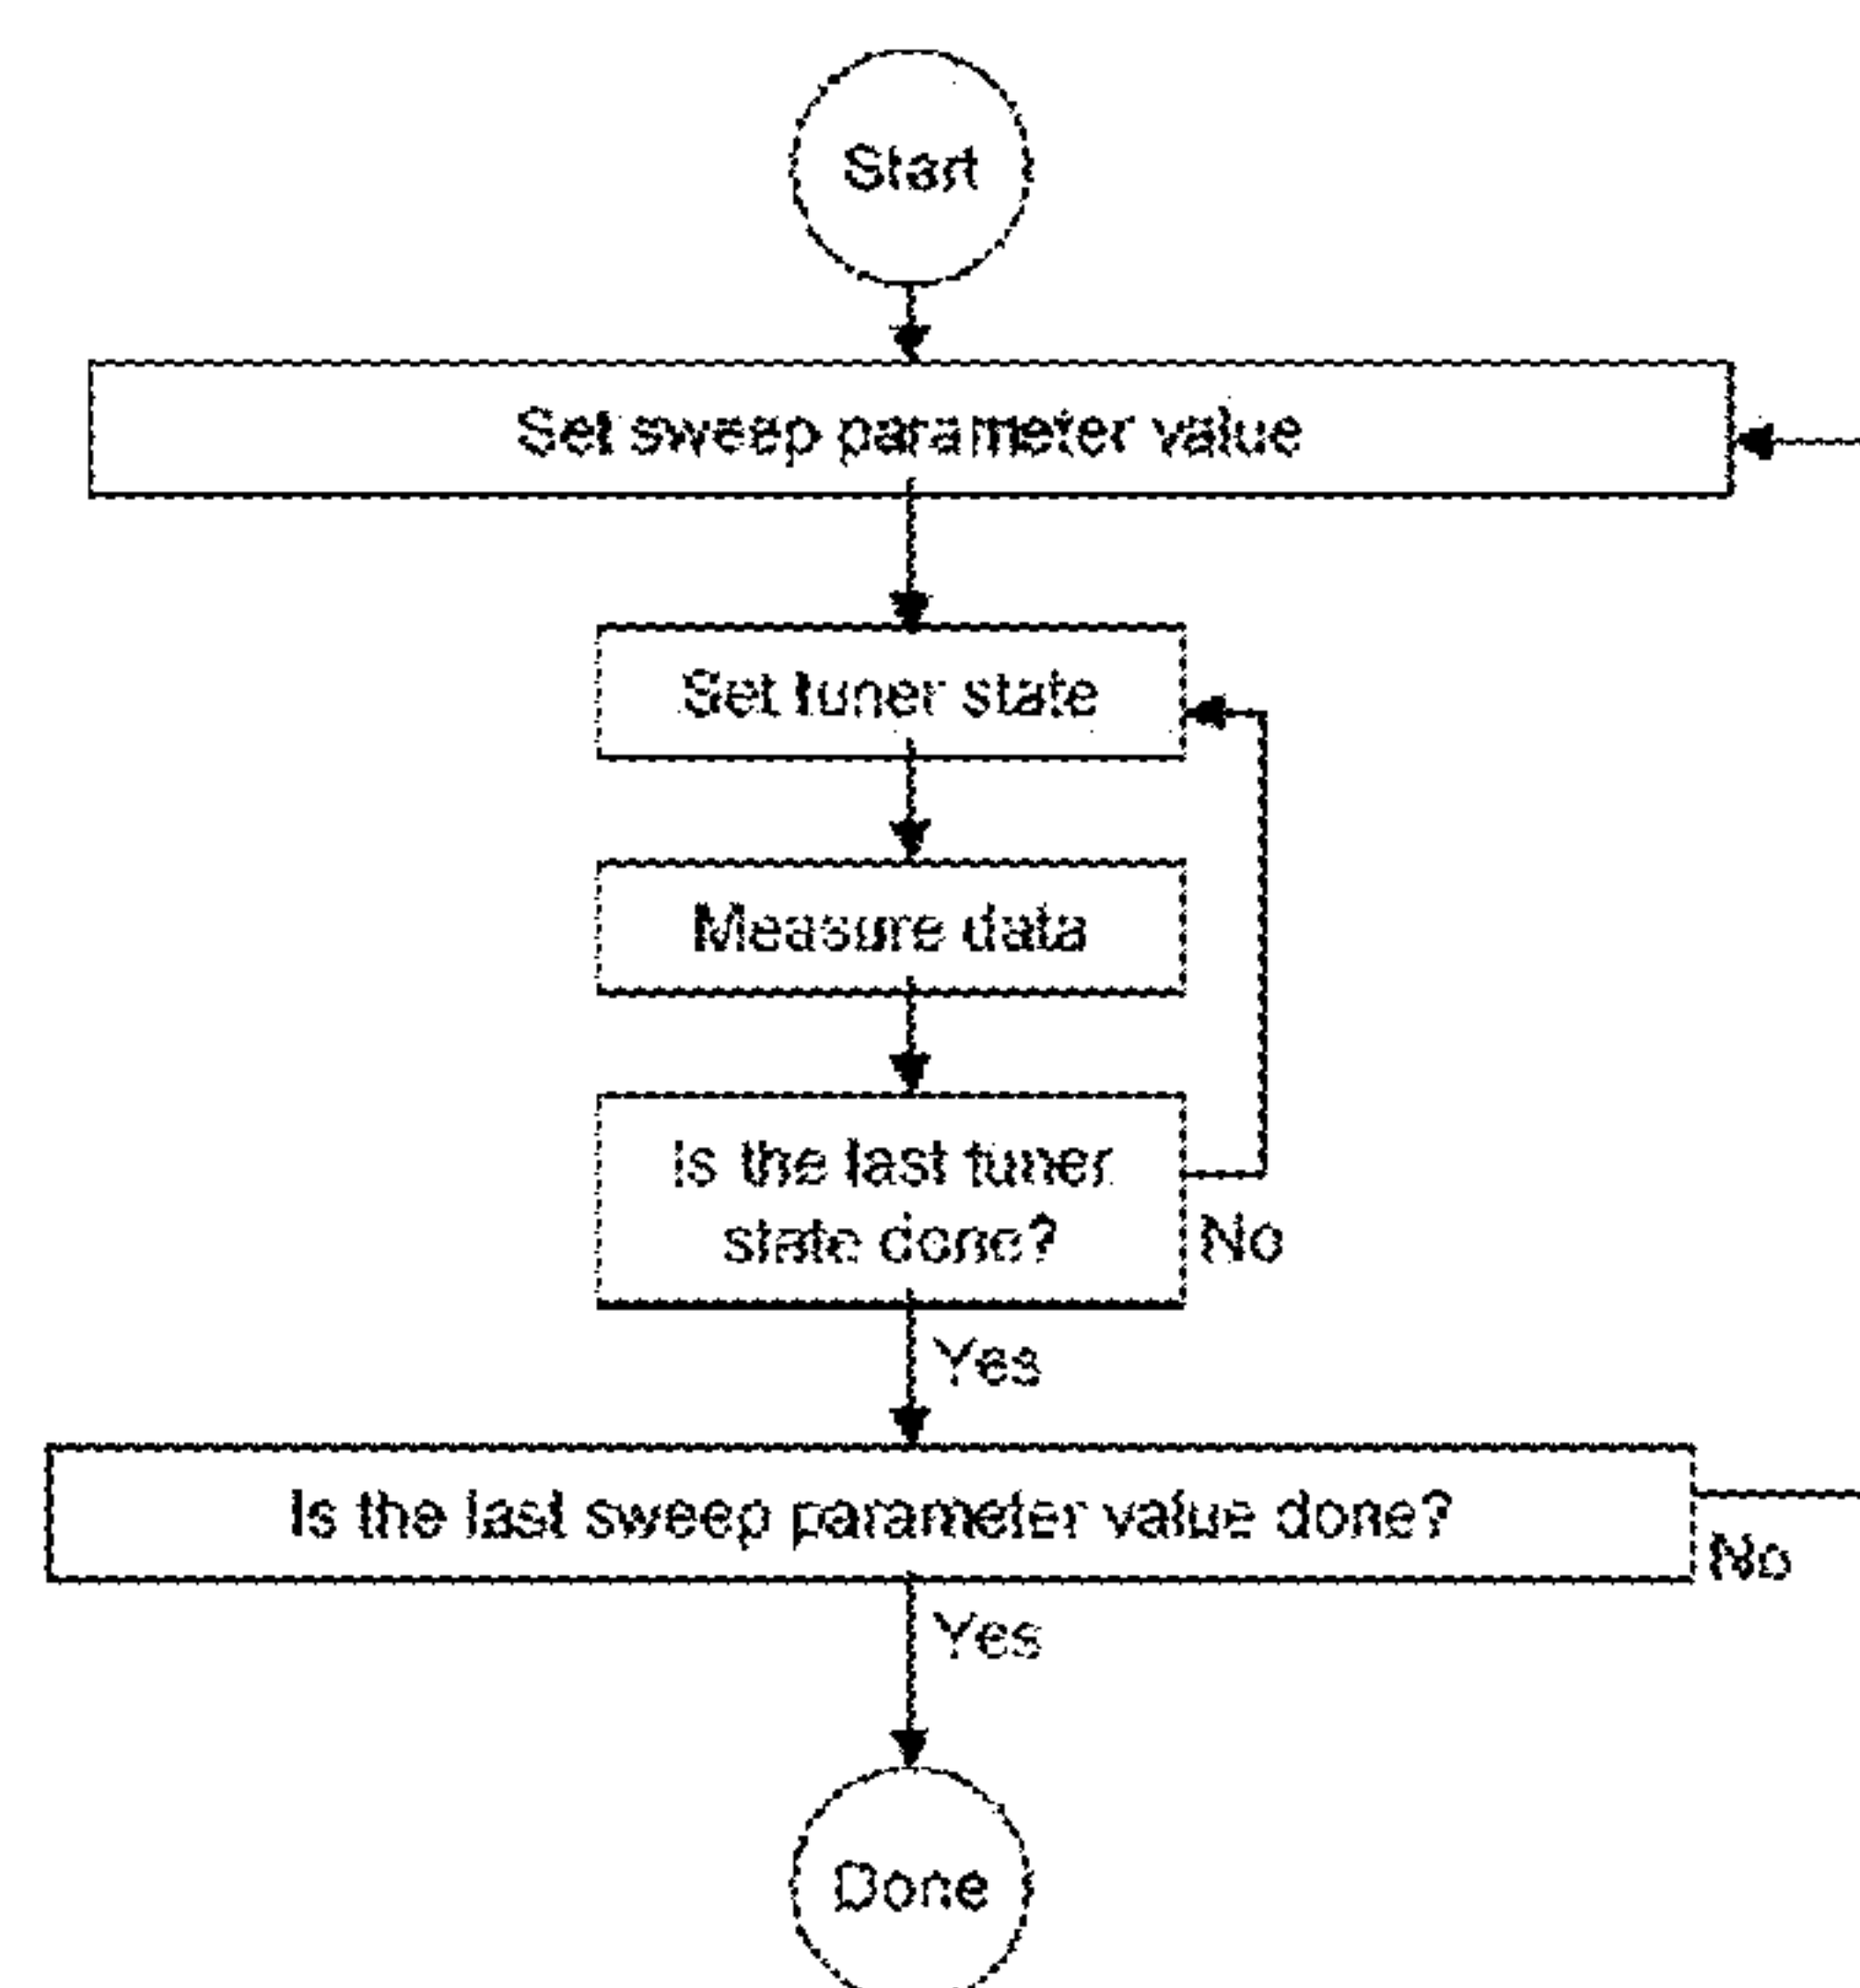 Start
Set sweep parameter value
Set tuner state
Measure data
Is the last tuner
state done?
No
Yes
Is the last sweep parameter value done?
No
Yes
Done